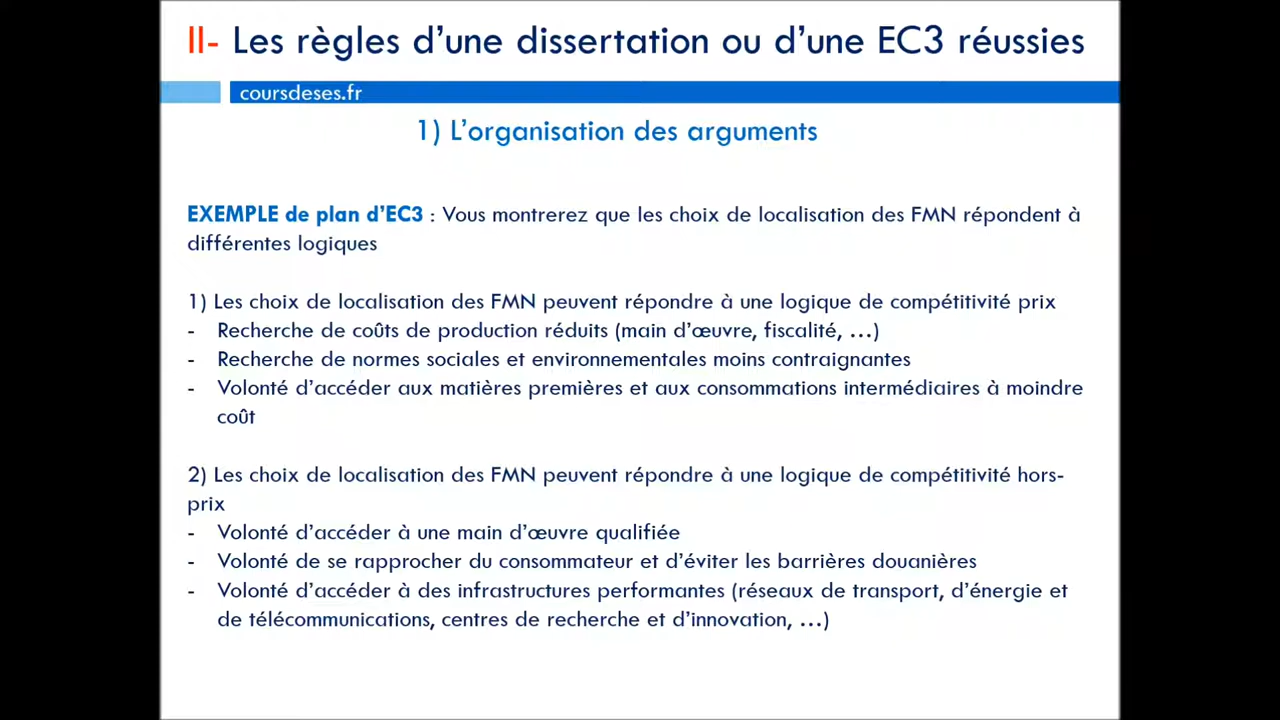 II- Les règles d'une dissertation ou d'une EC3 réussies
coursdeses.fr
1) L'organisation des arguments
EXEMPLE de plan d'EC3 : Vous montrerez que les choix de localisation des FMN répondent à
différentes logiques
1) Les choix de localisation des FMN peuvent répondre à une logique de compétitivité prix
- Recherche de coûts de production réduits (main d'œuvre, fiscalité, …)
- Recherche de normes sociales et environnementales moins contraignantes
- Volonté d'accéder aux matières premières et aux consommations intermédiaires à moindre
coût
2) Les choix de localisation des FMN peuvent répondre à une logique de compétitivité hors-
prix
- Volonté d'accéder à une main d'œuvre qualifiée
- Volonté de se rapprocher du consommateur et d'éviter les barrières douanières
- Volonté d'accéder à des infrastructures performantes (réseaux de transport, d'énergie et
de télécommunications, centres de recherche et d'innovation, …)